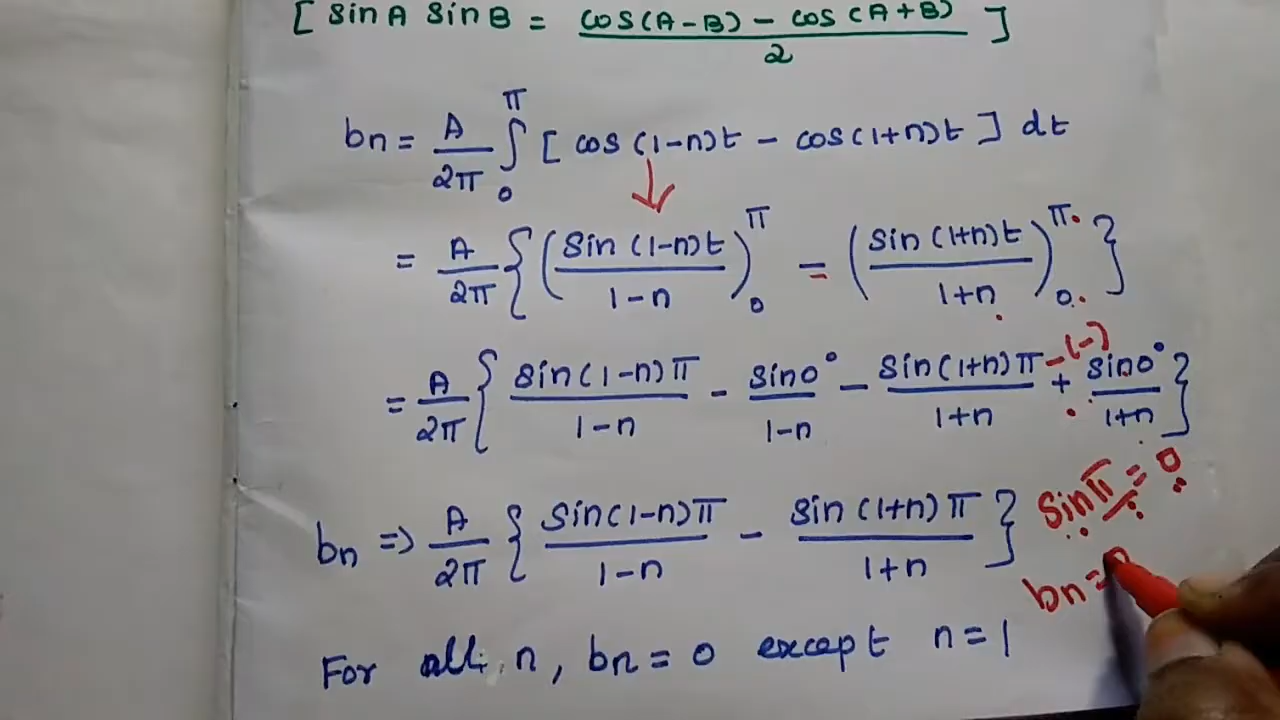 [ sin A sin B = cos(A-B) - cos(A+B) / 2 ]
bn = A/2π ∫₀^π [ cos(1-n)t - cos(1+n)t ] dt
= A/2π { ( sin(1-n)t / 1-n )₀^π = ( sin(1+n)t / 1+n )₀^π }
= A/2π { sin(1-n)π / 1-n - sin0° / 1-n - sin(1+n)π / 1+n -(-) + sin0° / 1+n }
bn => A/2π { sin(1-n)π / 1-n - sin(1+n)π / 1+n }
sinπ = 0
bn = 0
For all n, bn = 0 except n = 1